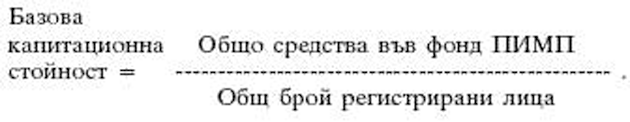 Базова
капитационна Общо средства във фонд ПИМП
стойност = ------------------------------------------------- .
Общ брой регистрирани лица